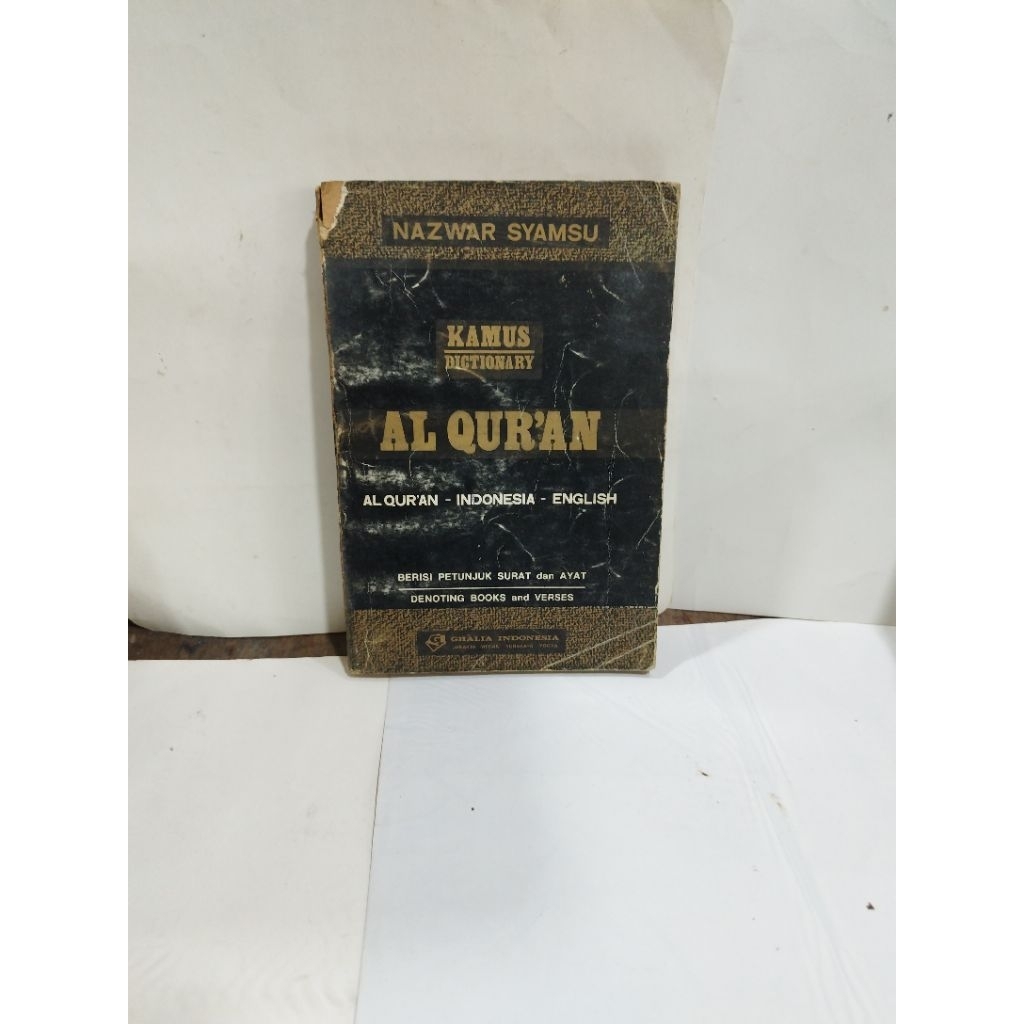 NAZWAR SYAMSU
KAMUS
DICTIONARY
AL QUR'AN
AL QUR'AN - INDONESIA - ENGLISH
BERISI PETUNJUK SURAT dan AYAT
DENOTING BOOKS and VERSES
GHALIA INDONESIA